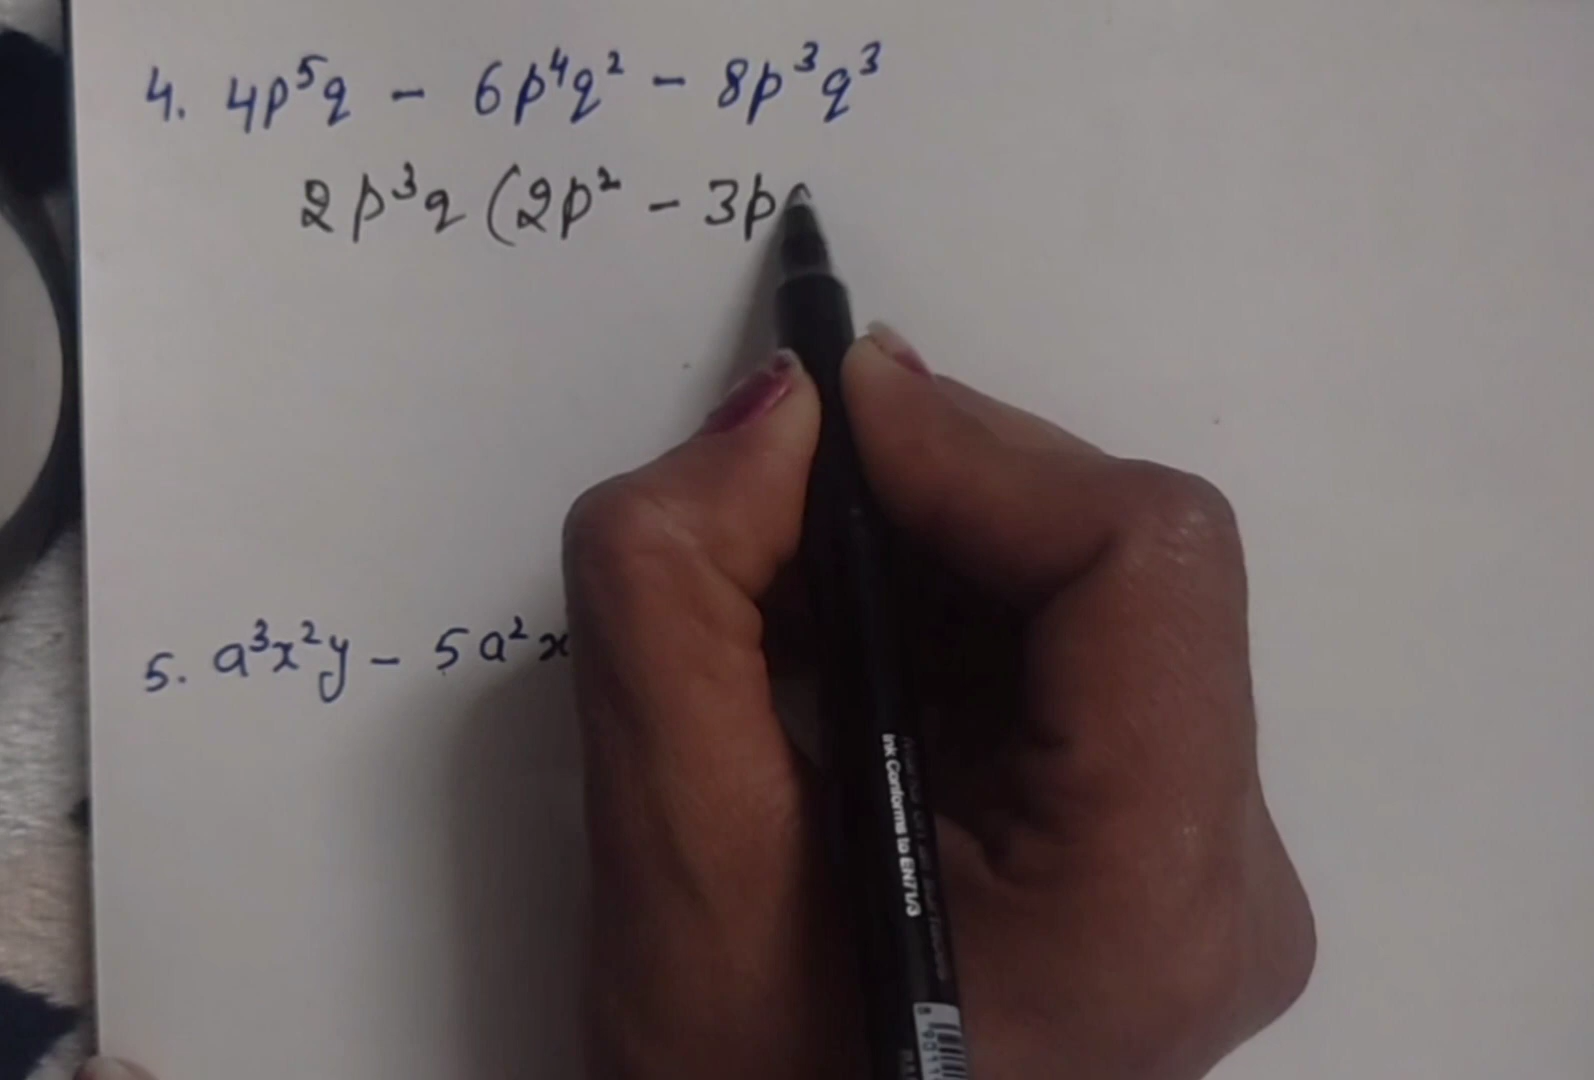 4. 4p⁵q - 6p⁴q² - 8p³q³
2p³q (2p² - 3p
5. a³x²y - 5a²x
Ink Conforms to EN71/3